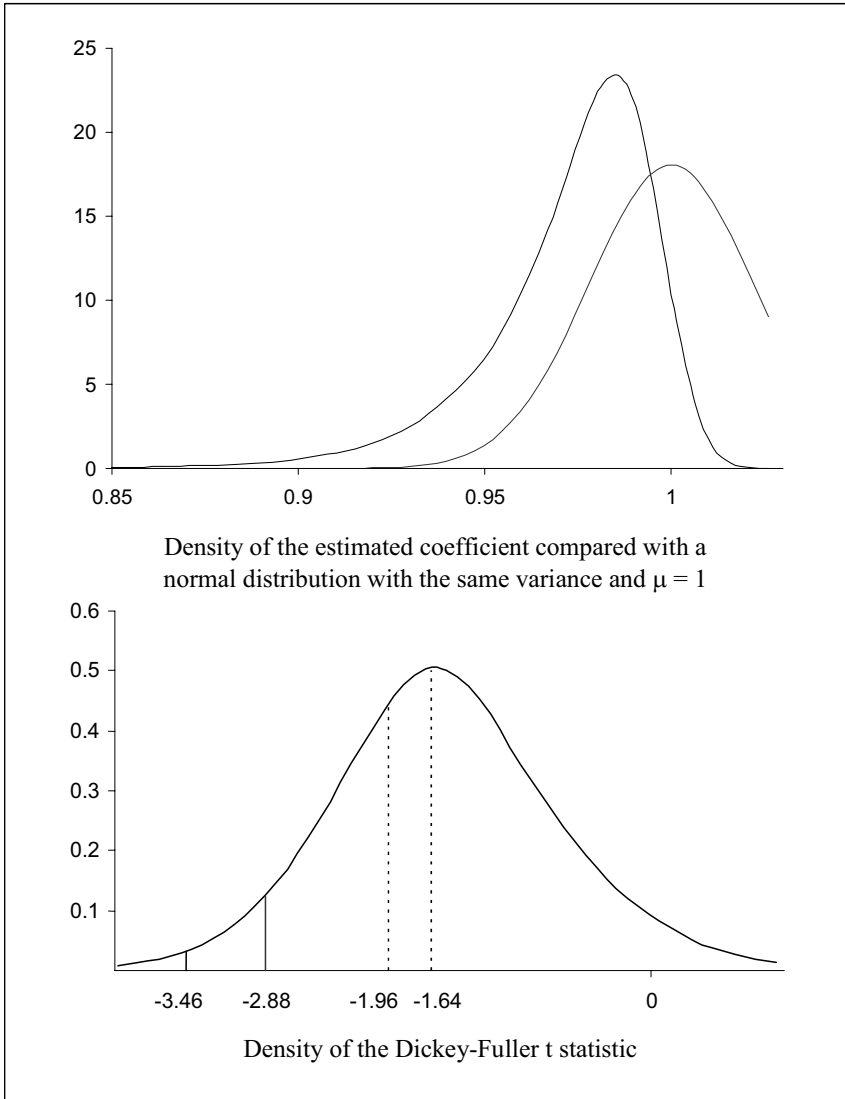 25
20
15
10
5
0
0.85 0.9 0.95 1
Density of the estimated coefficient compared with a
normal distribution with the same variance and μ = 1
0.6
0.5
0.4
0.3
0.2
0.1
-3.46 -2.88 -1.96 -1.64 0
Density of the Dickey-Fuller t statistic